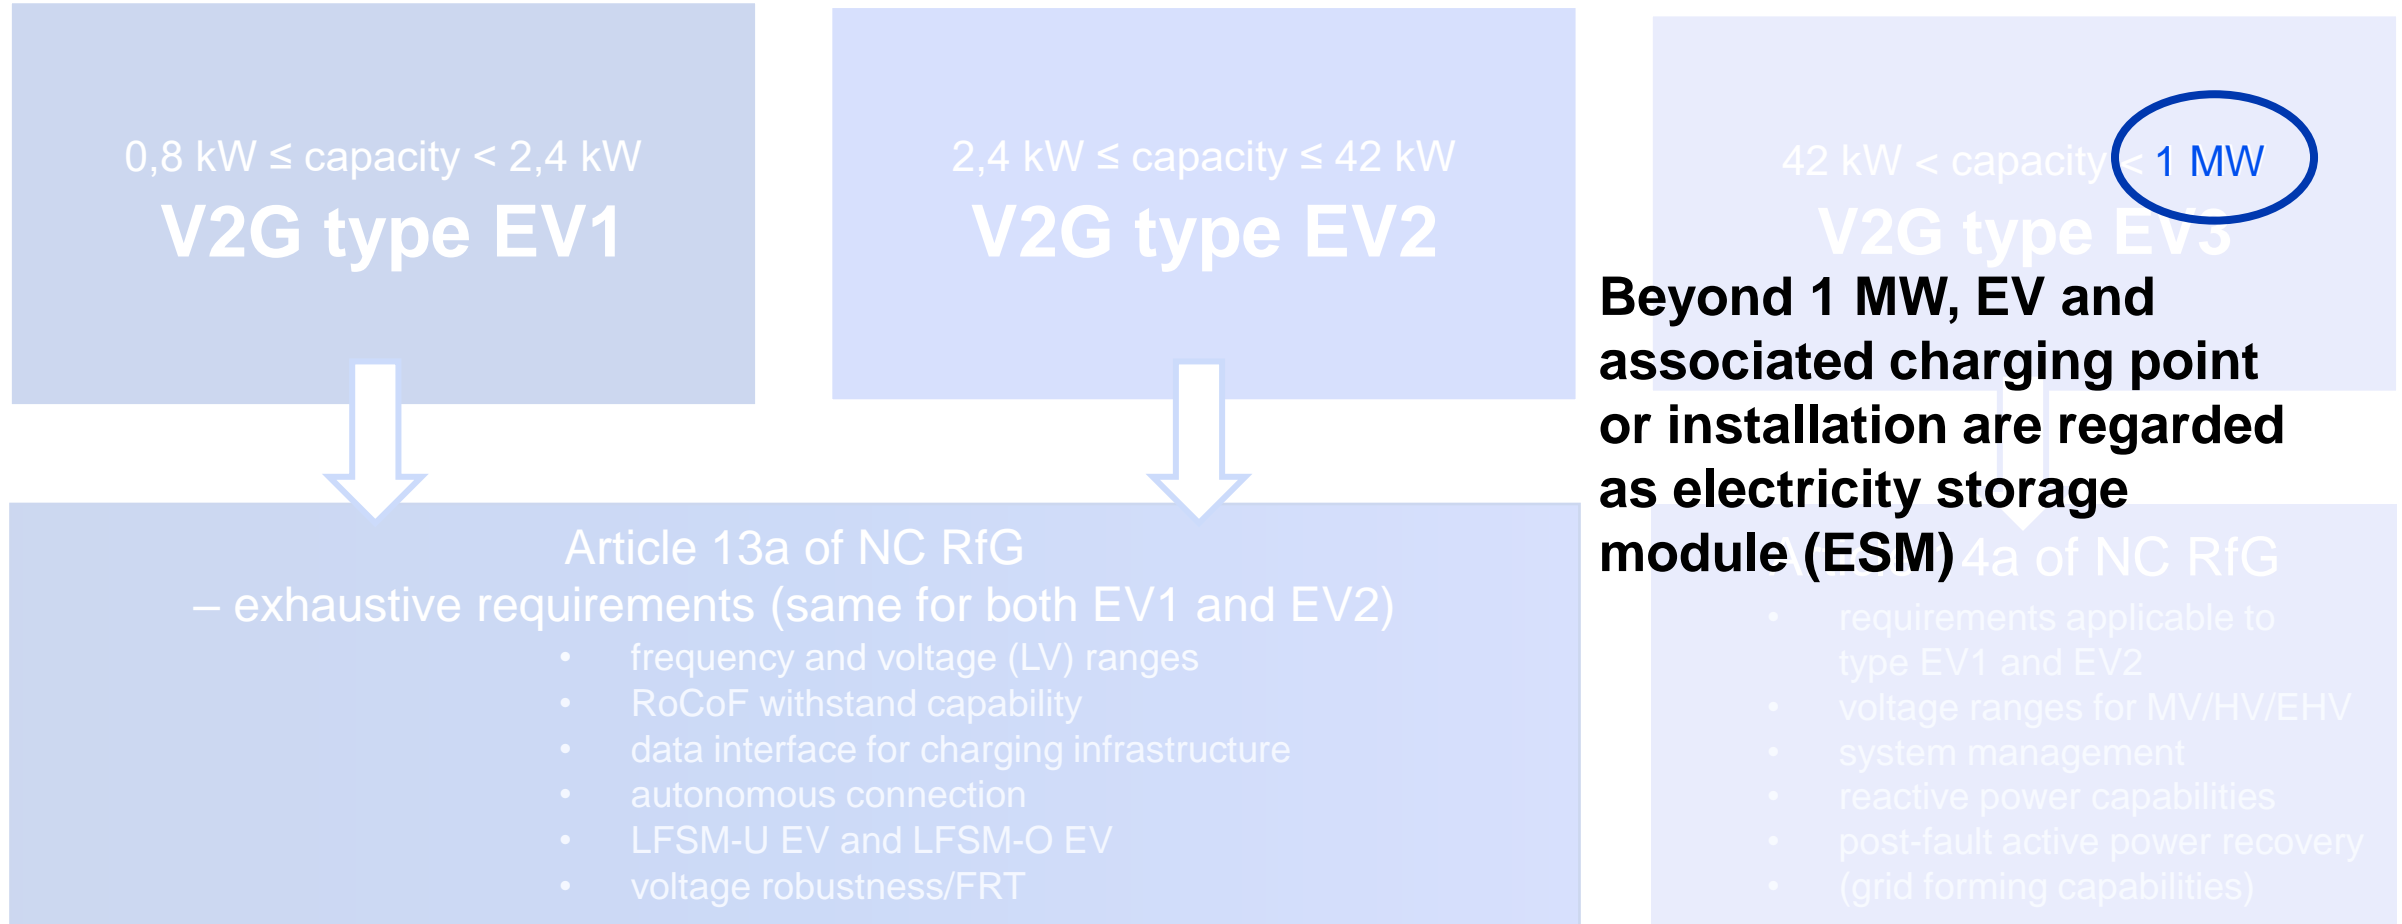 0,8 kW ≤ capacity < 2,4 kW
V2G type EV1
2,4 kW ≤ capacity ≤ 42 kW
V2G type EV2
42 kW < capacity < 1 MW
V2G type EV3
Beyond 1 MW, EV and
associated charging point
or installation are regarded
as electricity storage
module (ESM)
Article 13a of NC RfG
– exhaustive requirements (same for both EV1 and EV2)
• frequency and voltage (LV) ranges
• RoCoF withstand capability
• data interface for charging infrastructure
• autonomous connection
• LFSM-U EV and LFSM-O EV
• voltage robustness/FRT
Article 14a of NC RfG
• requirements applicable to
type EV1 and EV2
• voltage ranges for MV/HV/EHV
• system management
• reactive power capabilities
• post-fault active power recovery
• (grid forming capabilities)